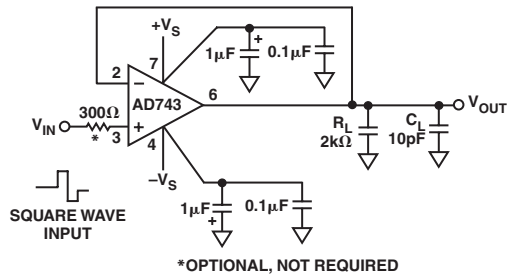 +VS
7
1µF
+
0.1µF
2
−
AD743
6
VOUT
300Ω
VIN
*
3
+
4
RL
2kΩ
CL
10pF
−VS
1µF
+
0.1µF
SQUARE WAVE
INPUT
*OPTIONAL, NOT REQUIRED